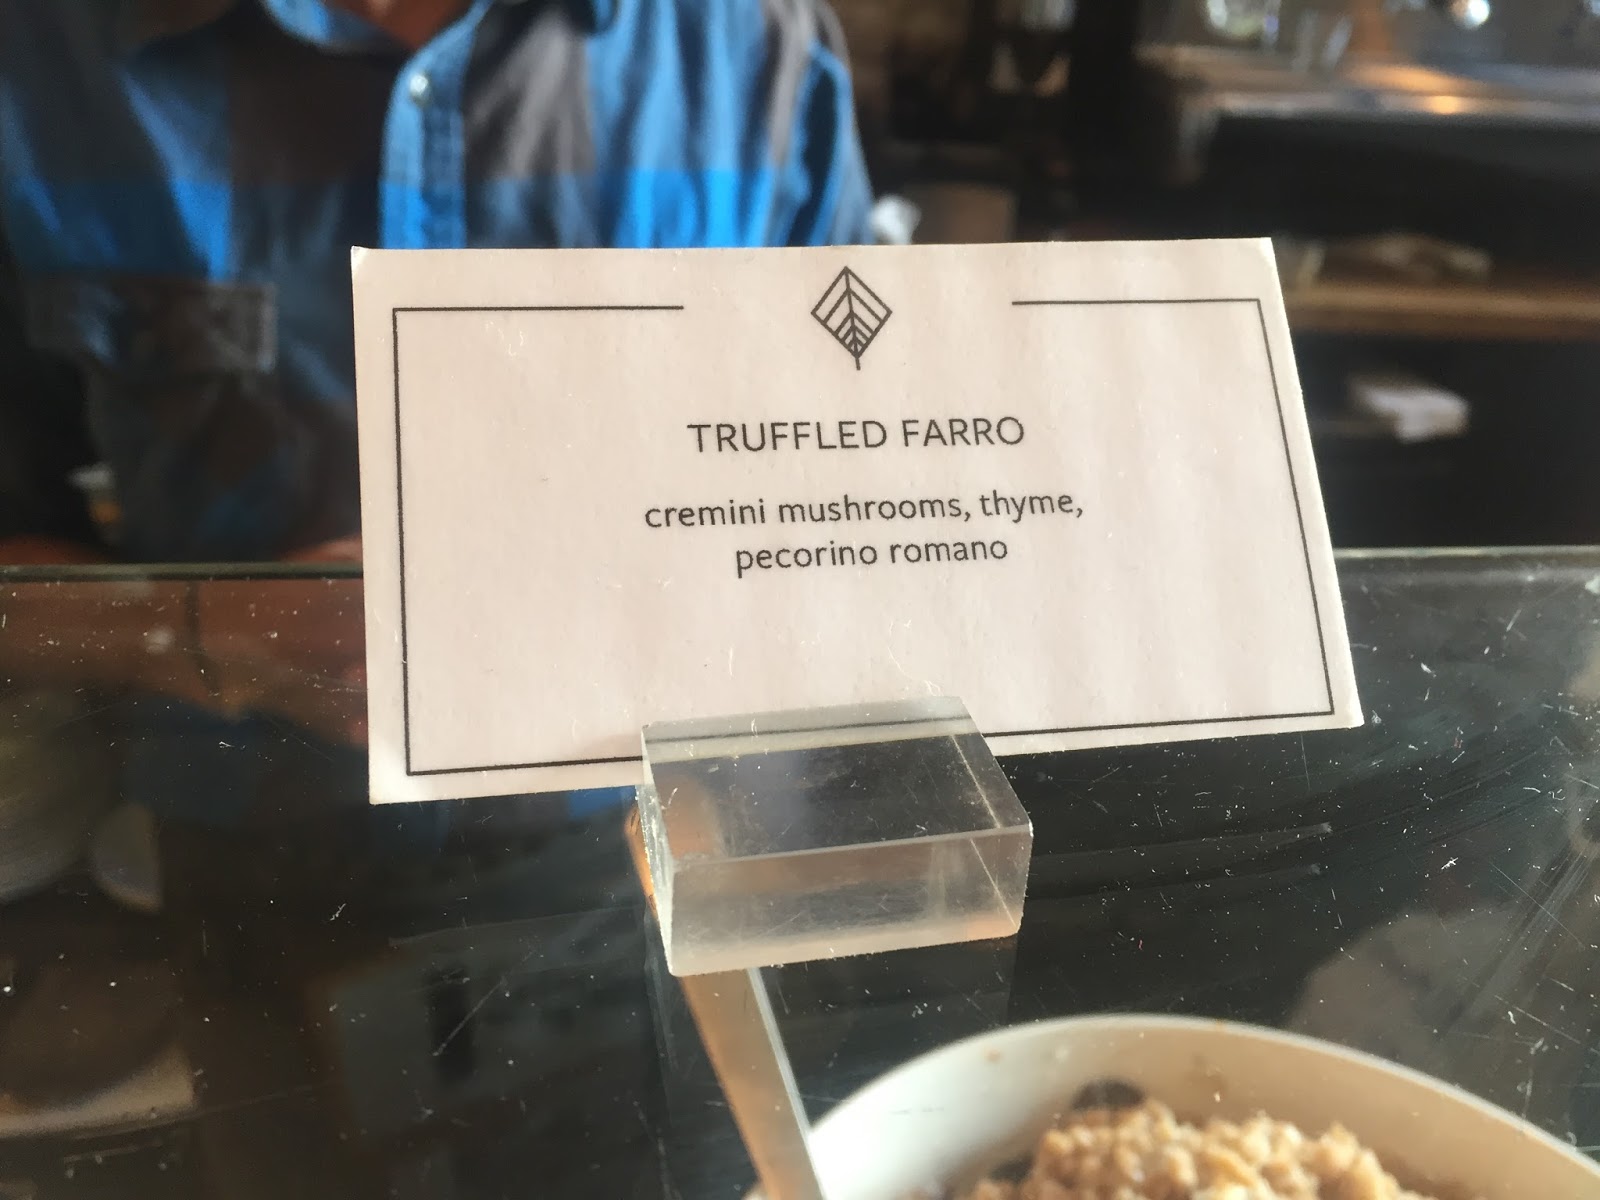 TRUFFLED FARRO
cremini mushrooms, thyme,
pecorino romano